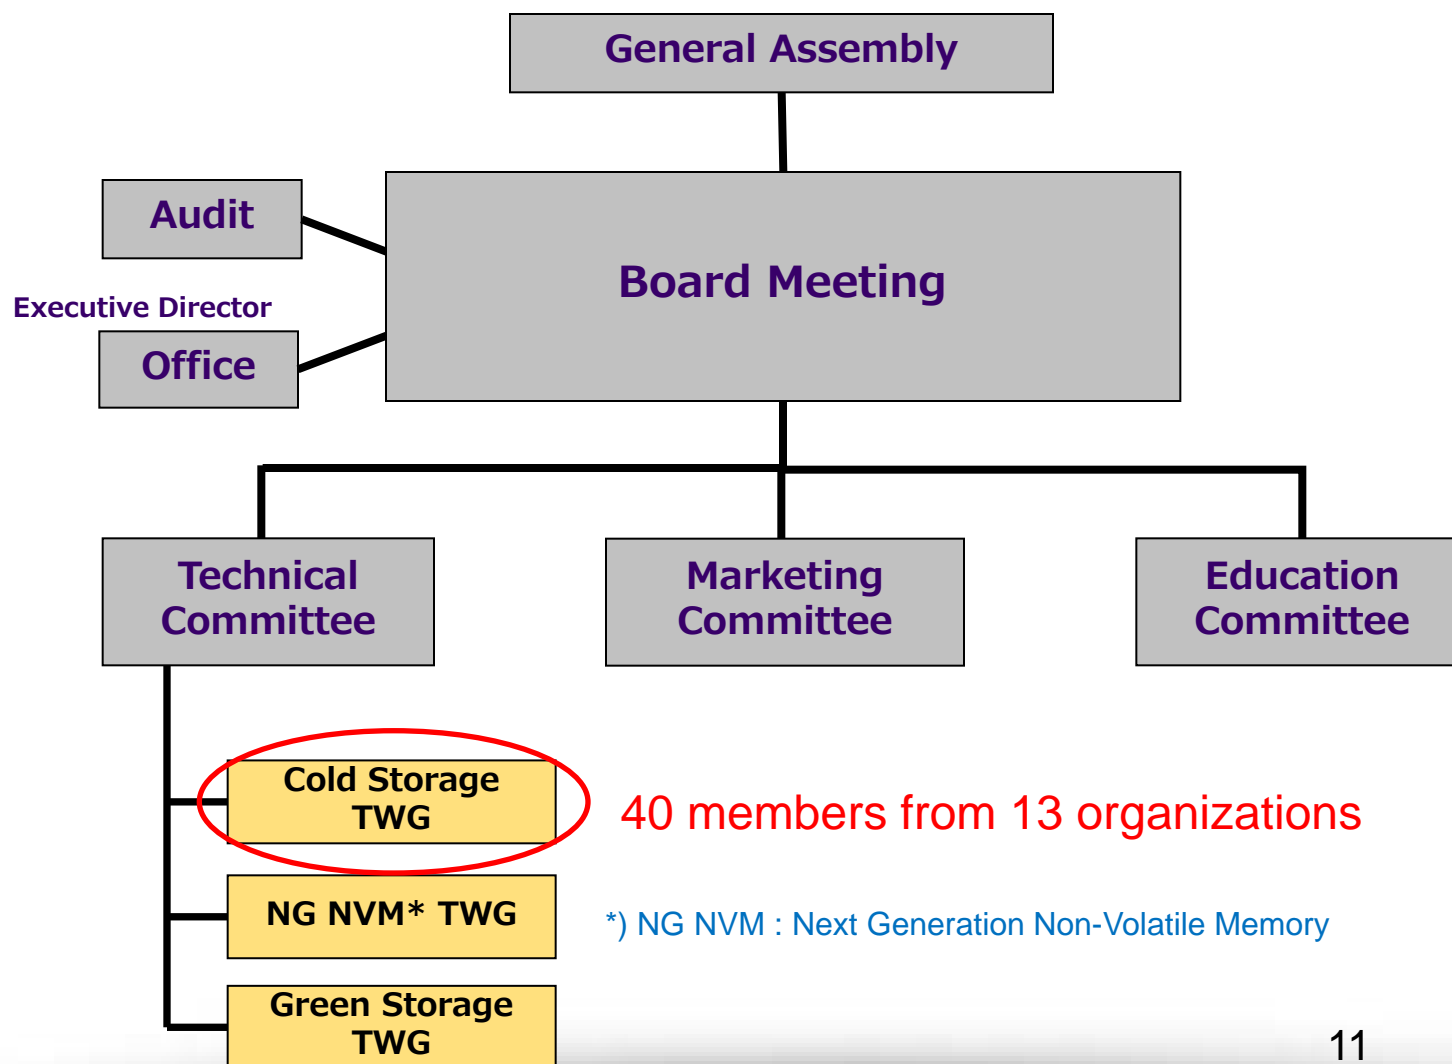 General Assembly
Audit
Board Meeting
Executive Director
Office
Technical
Committee
Marketing
Committee
Education
Committee
Cold Storage
TWG
40 members from 13 organizations
NG NVM* TWG
*) NG NVM : Next Generation Non-Volatile Memory
Green Storage
TWG
11